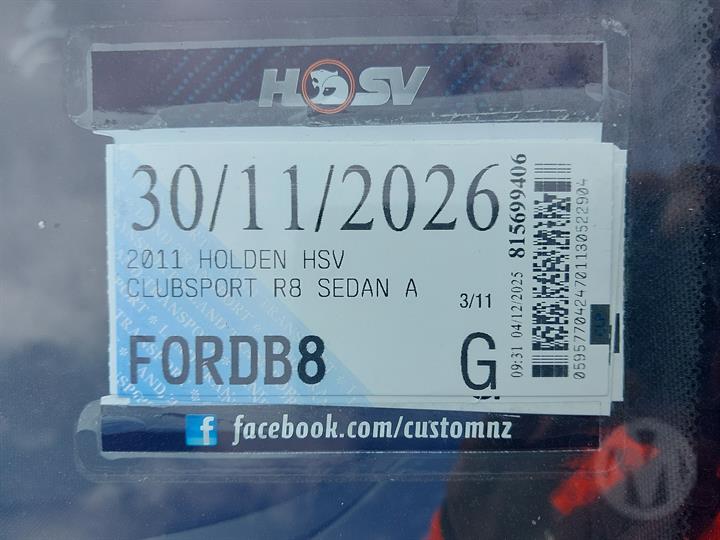 HSV
30/11/2026
2011 HOLDEN HSV
CLUBSPORT R8 SEDAN A
3/11
FORDB8
G
09:31 04/12/2025 815699406
0595770424701130522904
facebook.com/customnz